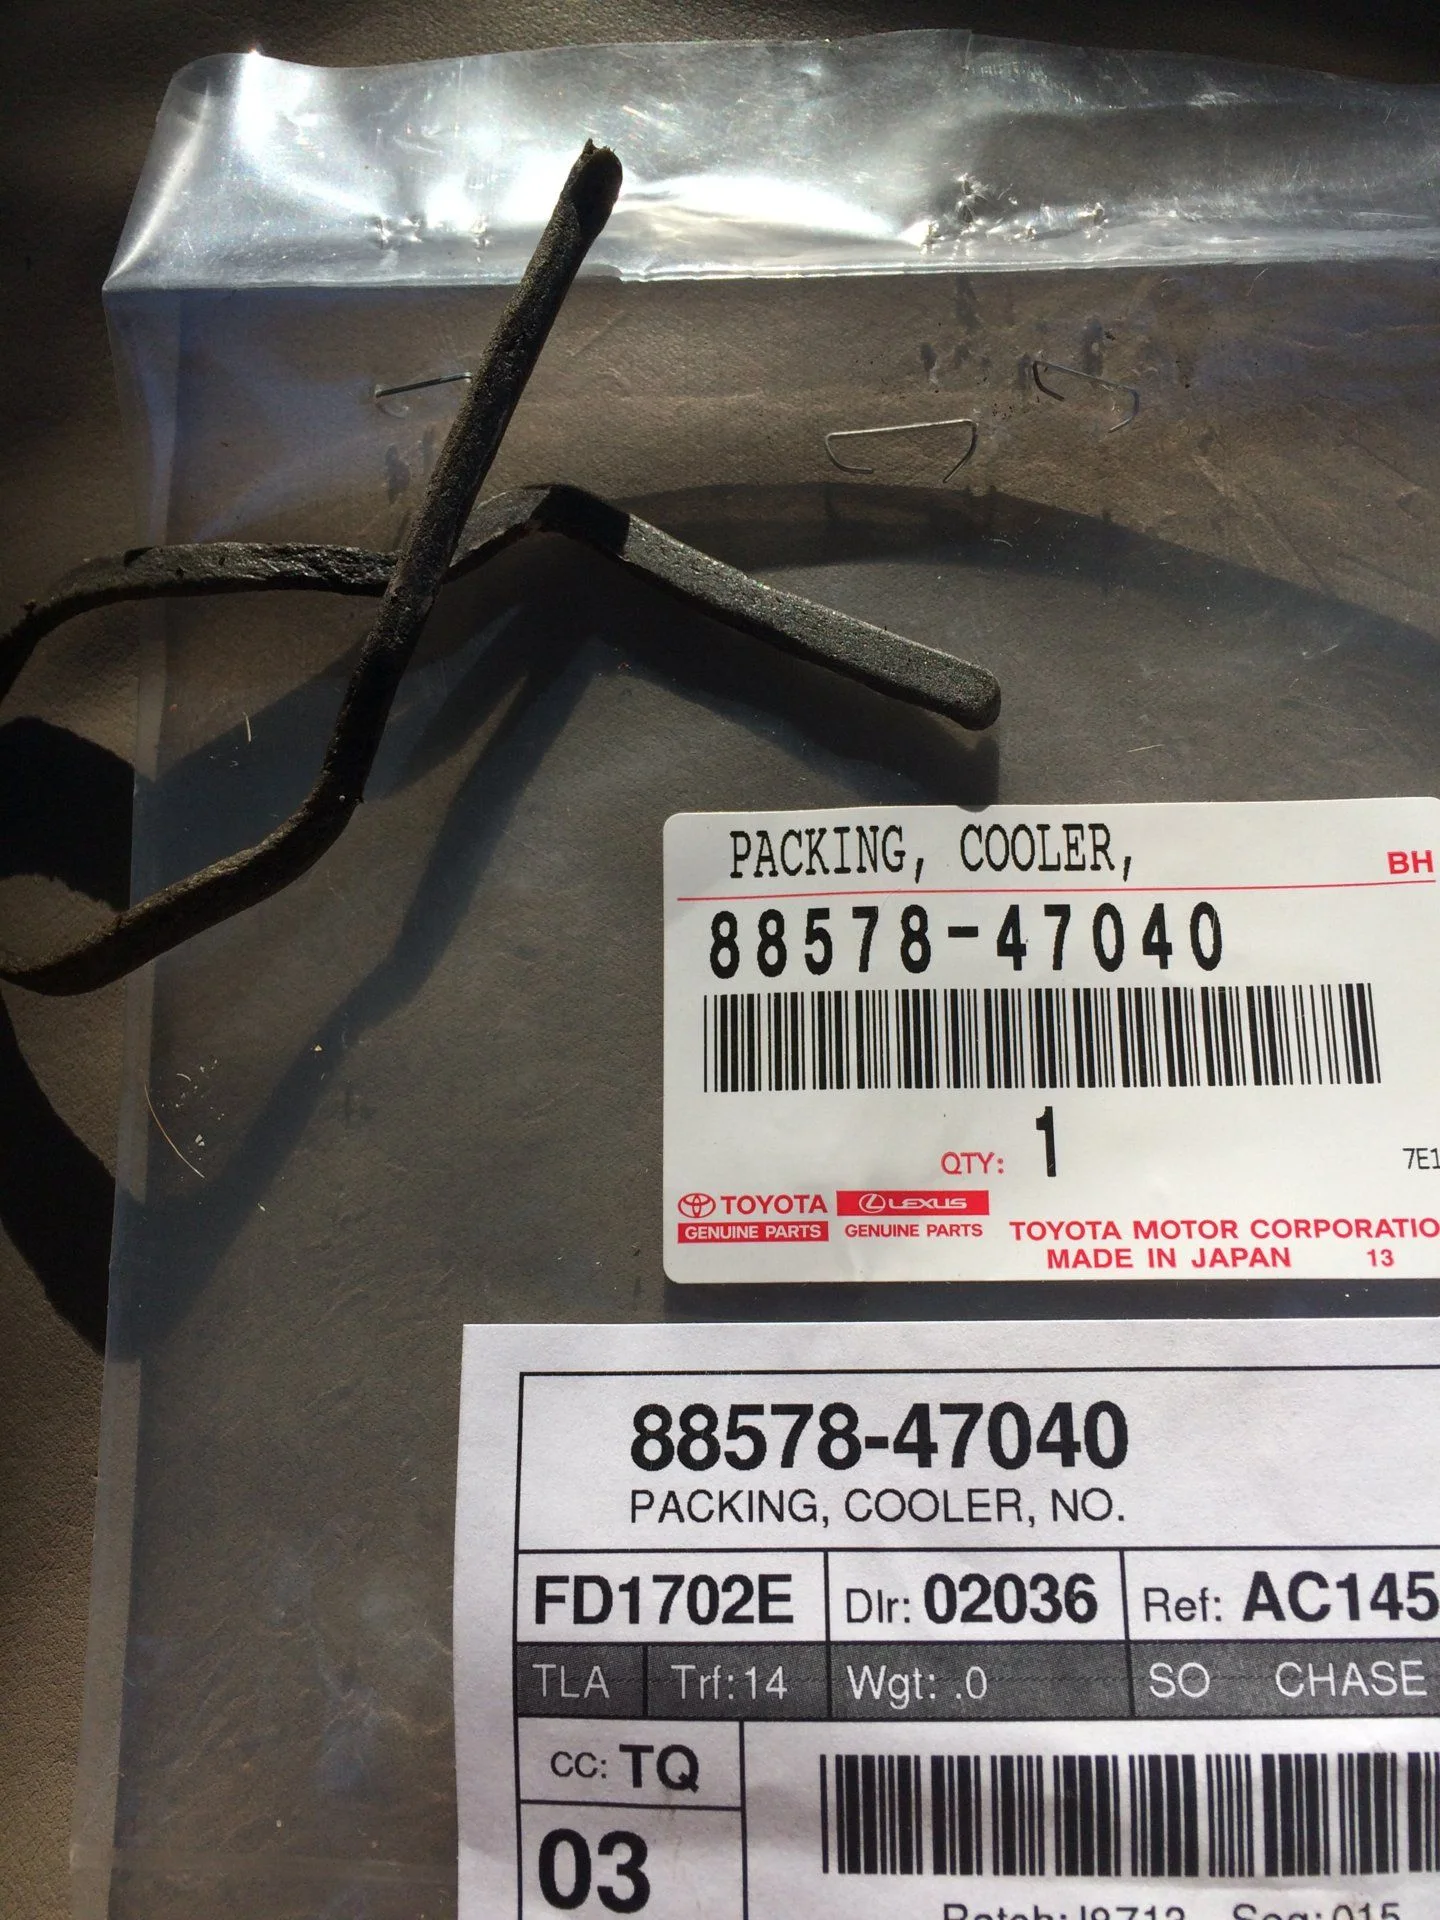 PACKING, COOLER,
BH
88578-47040
1
QTY:
7E1
TOYOTA LEXUS
GENUINE PARTS GENUINE PARTS
TOYOTA MOTOR CORPORATIO
MADE IN JAPAN 13
88578-47040
PACKING, COOLER, NO.
FD1702E Dlr: 02036 Ref: AC145
TLA Trf:14 Wgt: .0 SO CHASE
CC: TQ
03